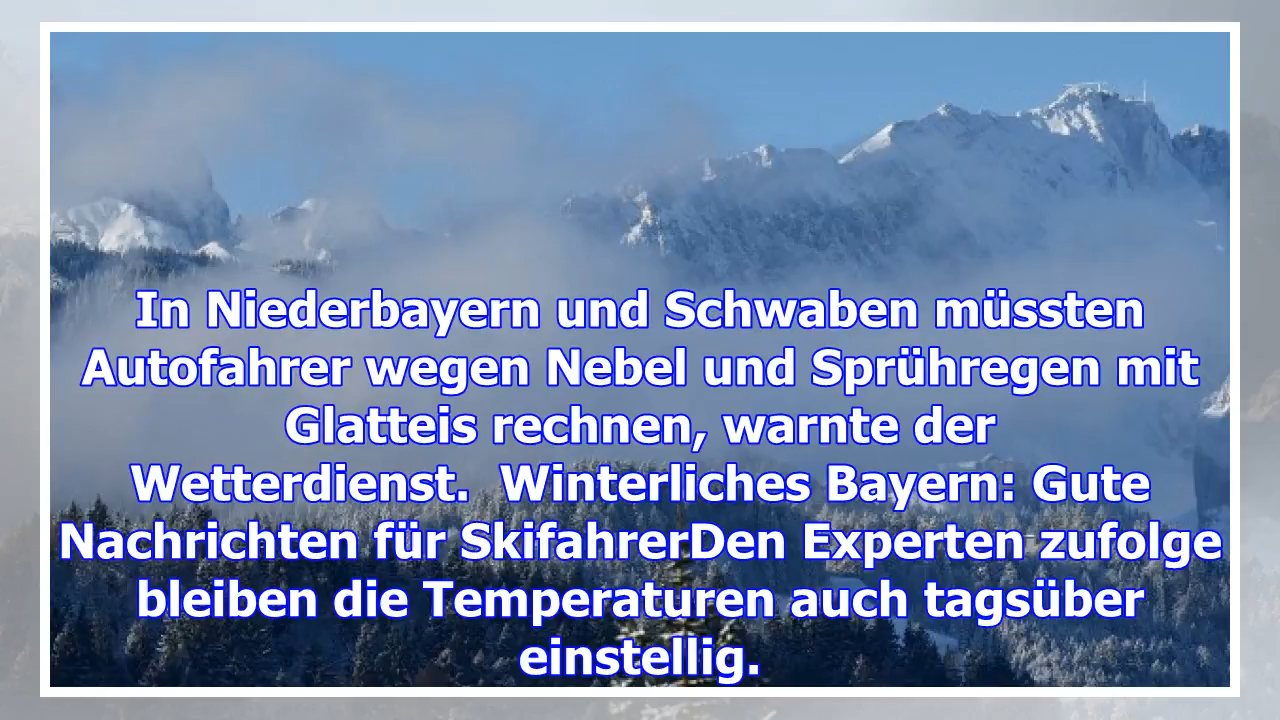 In Niederbayern und Schwaben müssten
Autofahrer wegen Nebel und Sprühregen mit
Glatteis rechnen, warnte der
Wetterdienst.  Winterliches Bayern: Gute
Nachrichten für SkifahrerDen Experten zufolge
bleiben die Temperaturen auch tagsüber
einstellig.